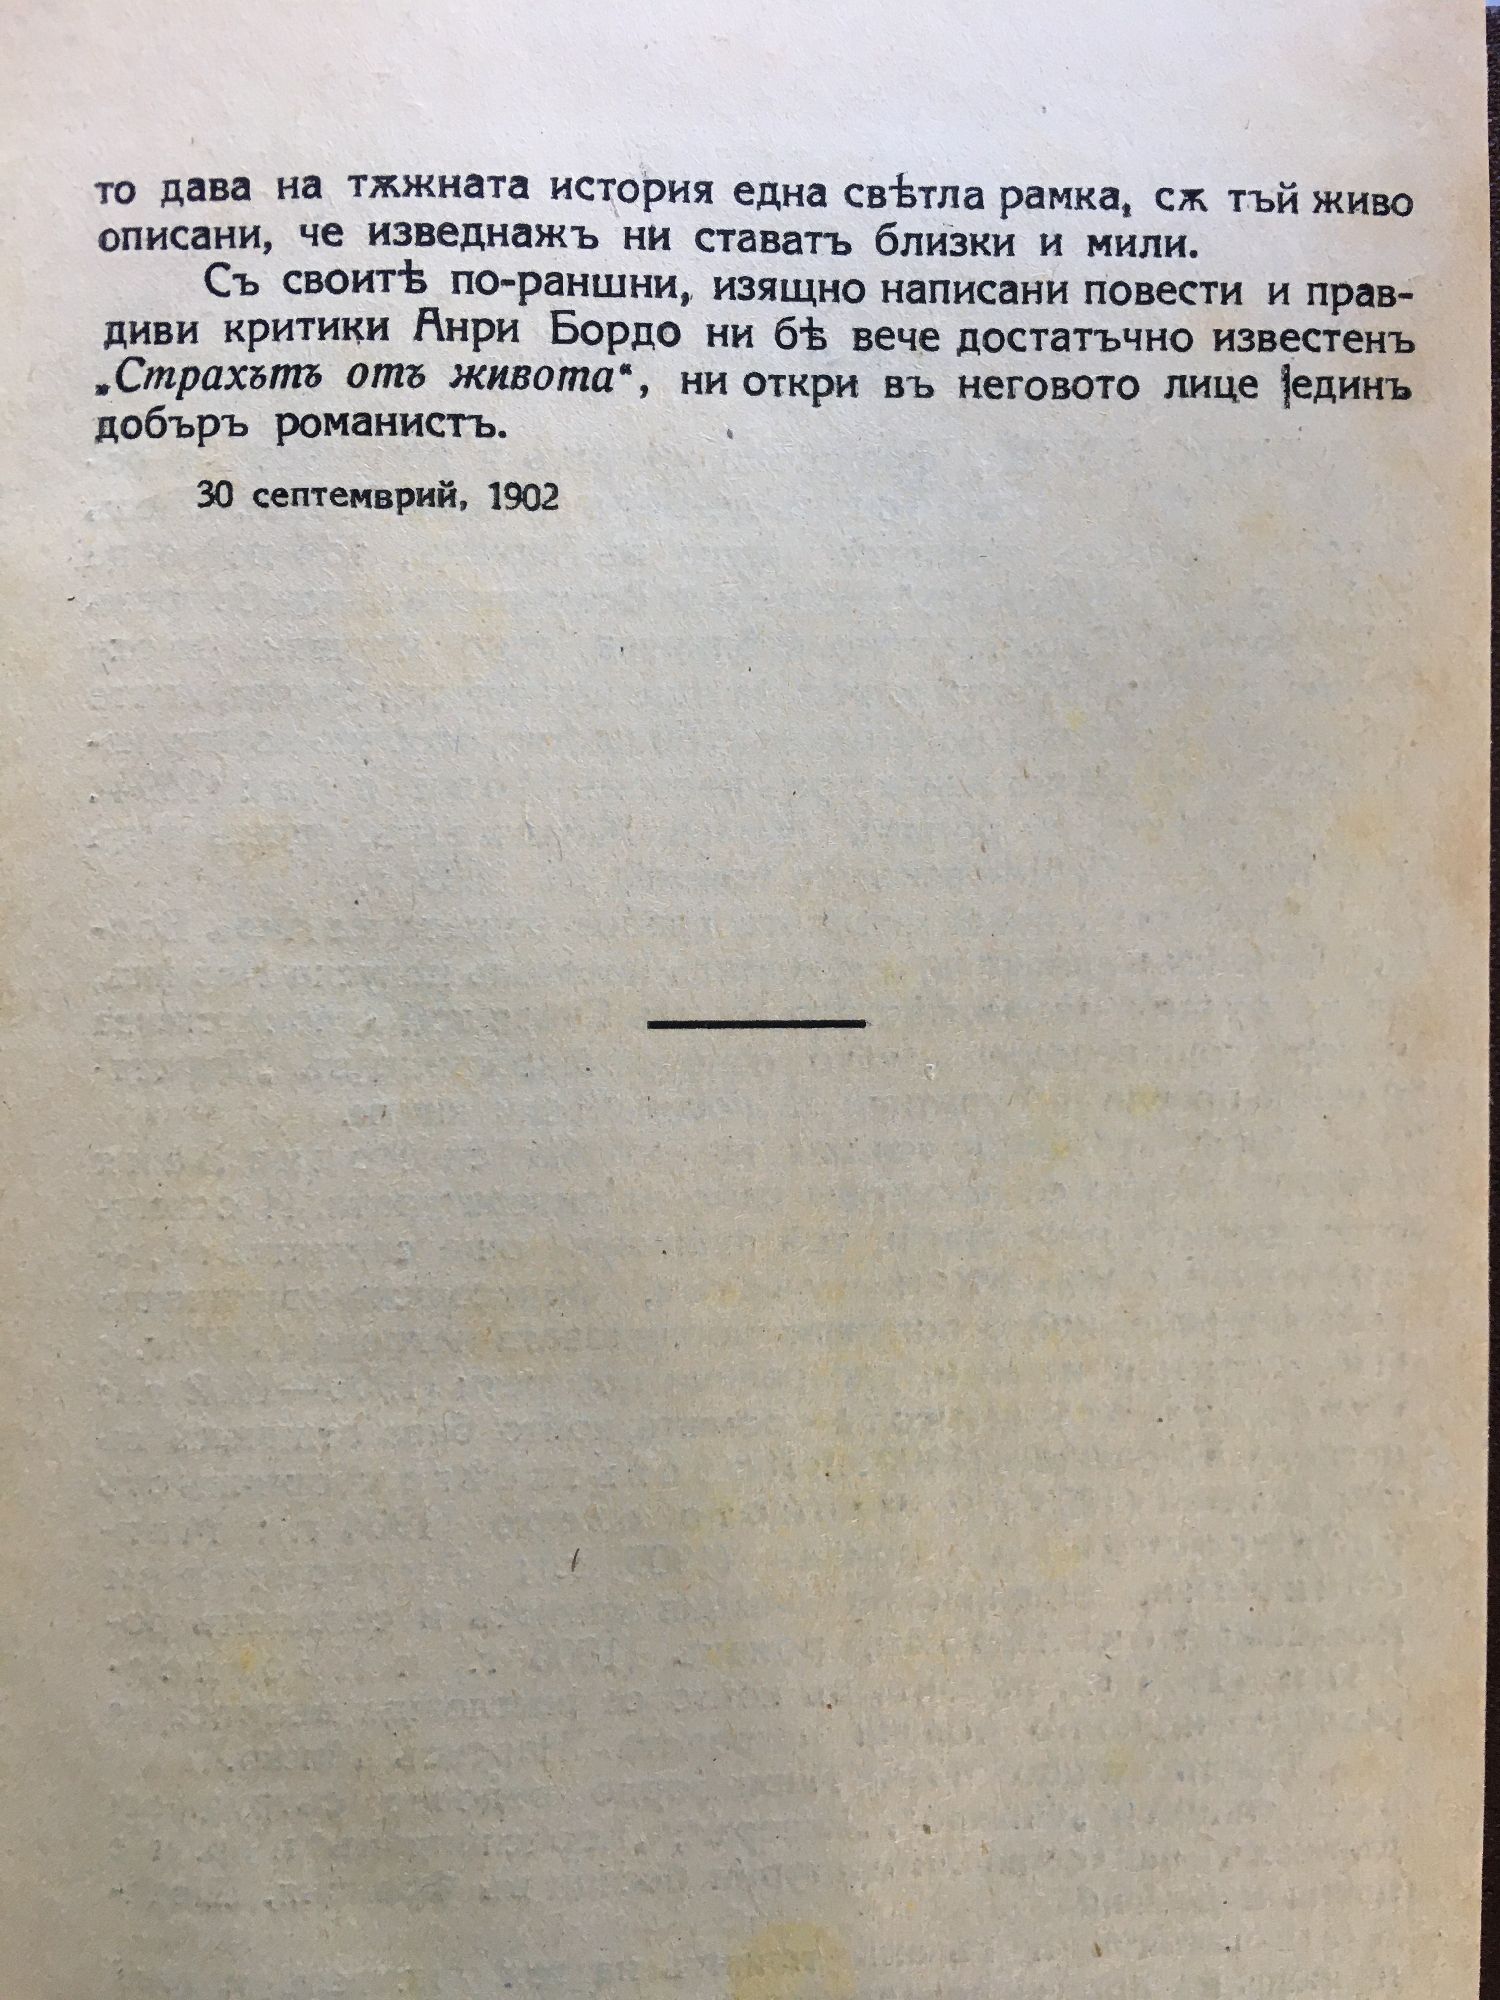 то дава на тѫжната история една свѣтла рамка, сѫ тъй живо
описани, че изведнажъ ни ставатъ близки и мили.
Съ своитѣ по-раншни, изящно написани повести и прав-
диви критики Анри Бордо ни бѣ вече достатъчно известенъ
„Страхътъ отъ живота“, ни откри въ неговото лице единъ
добъръ романистъ.
30 септемврий, 1902